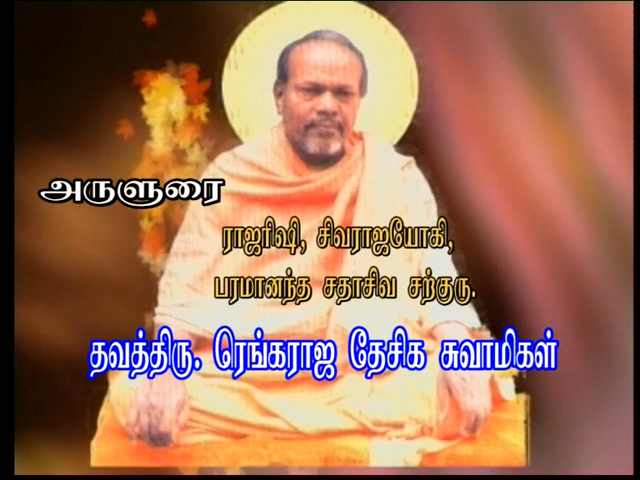 அருளுரை
ராஜரிஷி, சிவராஜயோகி,
பரமானந்த சதாசிவ சற்குரு.
தவத்திரு. ரெங்கராஜ தேசிக சுவாமிகள்